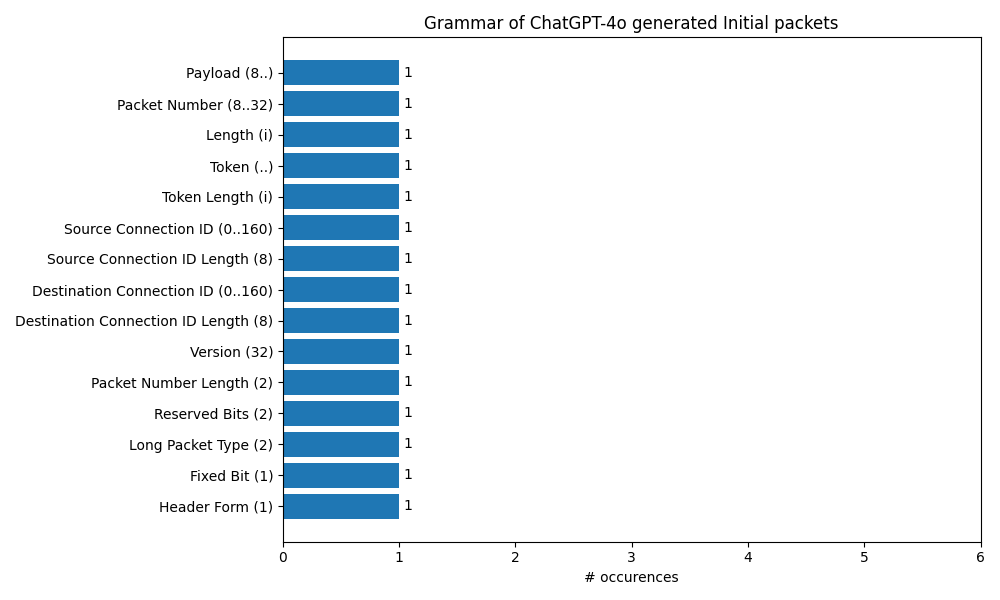 Grammar of ChatGPT-4o generated Initial packets
Payload (8..) 1
Packet Number (8..32) 1
Length (i) 1
Token (..) 1
Token Length (i) 1
Source Connection ID (0..160) 1
Source Connection ID Length (8) 1
Destination Connection ID (0..160) 1
Destination Connection ID Length (8) 1
Version (32) 1
Packet Number Length (2) 1
Reserved Bits (2) 1
Long Packet Type (2) 1
Fixed Bit (1) 1
Header Form (1) 1
0 1 2 3 4 5 6
# occurences